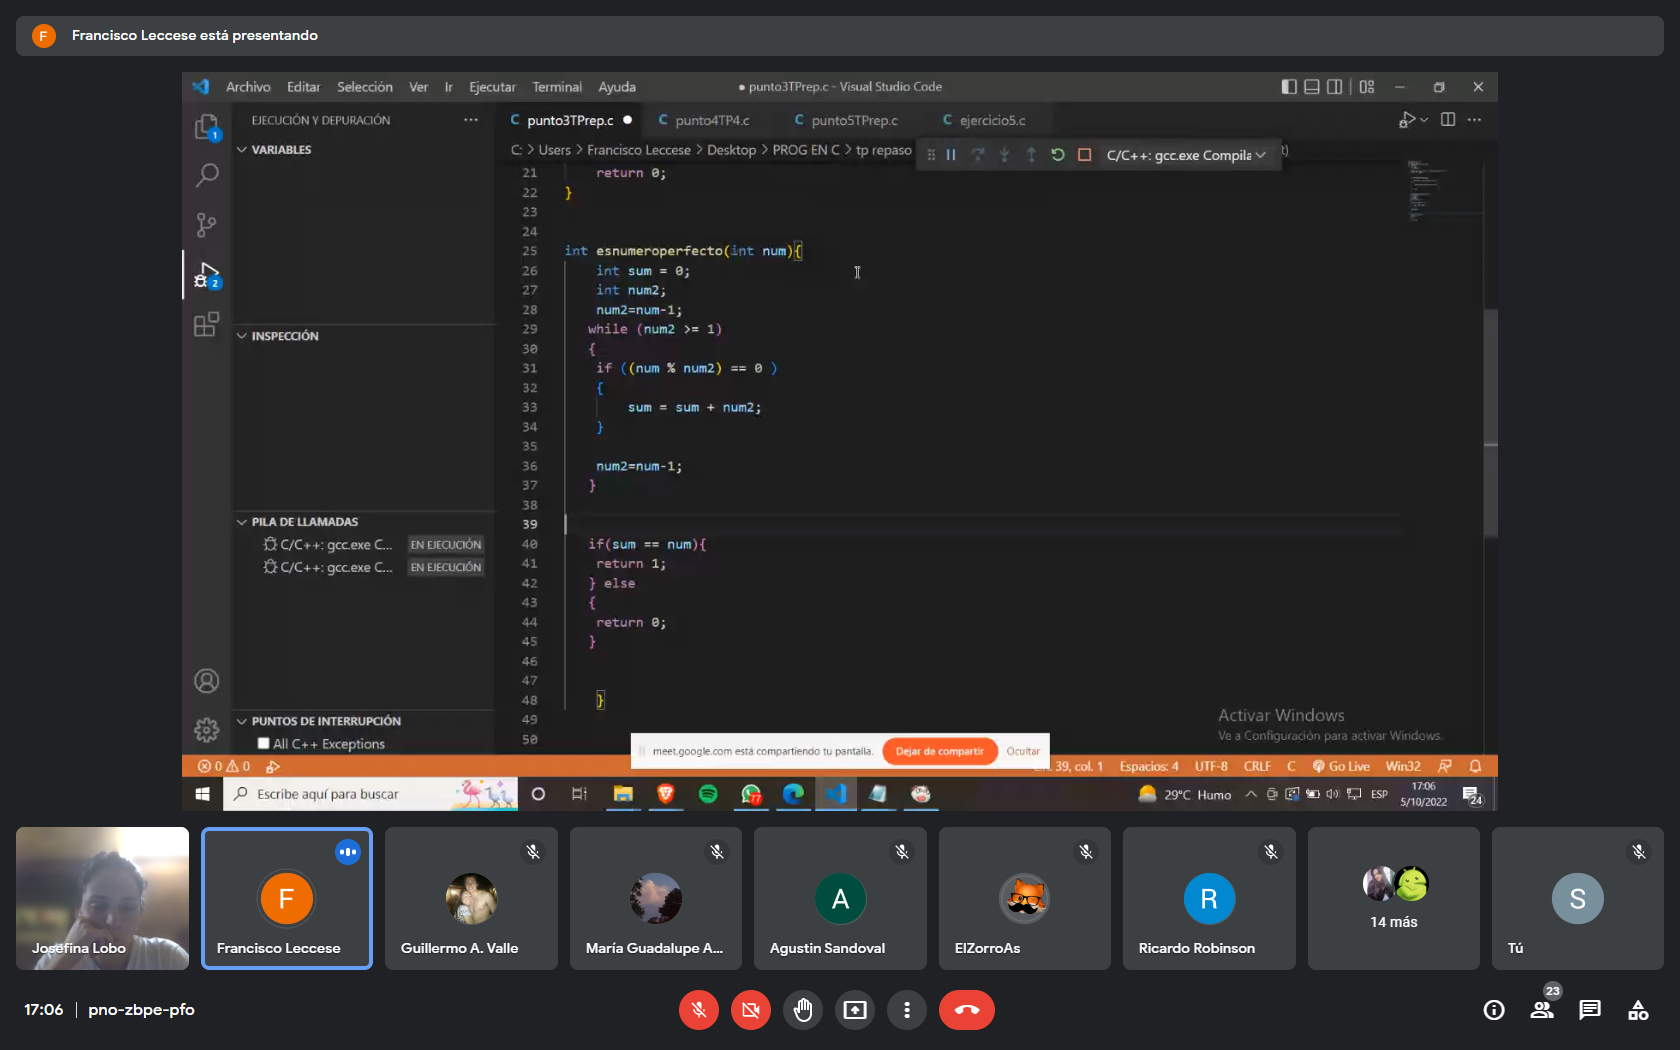 F Francisco Leccese está presentando
Archivo Editar Selección Ver Ir Ejecutar Terminal Ayuda
● punto3TPrep.c - Visual Studio Code
EJECUCIÓN Y DEPURACIÓN ...
C punto3TPrep.c ●
C punto4TP4.c
C punto5TPrep.c
C ejercicio5.c
C: > Users > Francisco Leccese > Desktop > PROG EN C > tp repaso
C/C++: gcc.exe Compila
1
2
VARIABLES
INSPECCIÓN
PILA DE LLAMADAS
C/C++: gcc.exe C... EN EJECUCIÓN
C/C++: gcc.exe C... EN EJECUCIÓN
PUNTOS DE INTERRUPCIÓN
All C++ Exceptions
21 return 0;
22 }
23
24
25 int esnumeroperfecto(int num){
26 int sum = 0;
27 int num2;
28 num2=num-1;
29 while (num2 >= 1)
30 {
31 if ((num % num2) == 0 )
32 {
33 sum = sum + num2;
34 }
35
36 num2=num-1;
37 }
38
39
40 if(sum == num){
41 return 1;
42 } else
43 {
44 return 0;
45 }
46
47
48 }
49
50
Activar Windows
Ve a Configuración para activar Windows.
meet.google.com está compartiendo tu pantalla. Dejar de compartir Ocultar
0 0
39, col. 1 Espacios: 4 UTF-8 CRLF C Go Live Win32
Escribe aquí para buscar
77
29°C Humo
ESP
17:06
5/10/2022
24
Josefina Lobo
F
Francisco Leccese
Guillermo A. Valle
María Guadalupe A...
A
Agustin Sandoval
ElZorroAs
R
Ricardo Robinson
14 más
S
Tú
17:06 | pno-zbpe-pfo
23